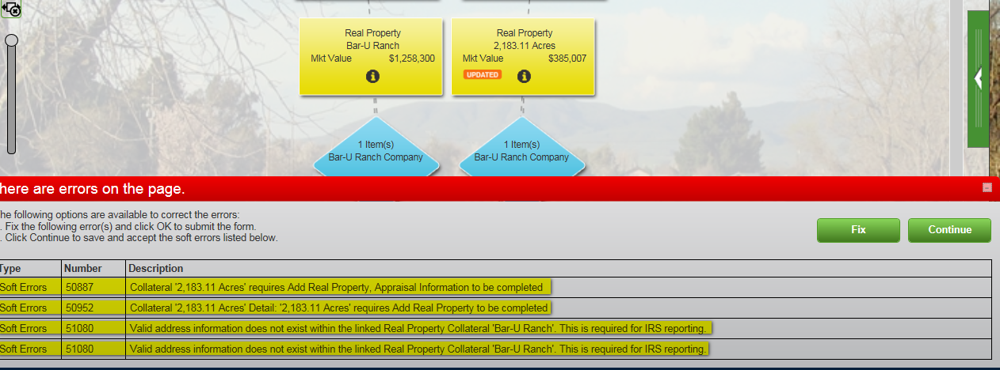 Real Property
Bar-U Ranch
Mkt Value $1,258,300
Real Property
2,183.11 Acres
Mkt Value $385,007
UPDATED
1 Item(s)
Bar-U Ranch Company
1 Item(s)
Bar-U Ranch Company
here are errors on the page.
he following options are available to correct the errors:
. Fix the following error(s) and click OK to submit the form.
. Click Continue to save and accept the soft errors listed below.
Fix
Continue
Type Number Description
Soft Errors 50887 Collateral '2,183.11 Acres' requires Add Real Property, Appraisal Information to be completed
Soft Errors 50952 Collateral '2,183.11 Acres' Detail: '2,183.11 Acres' requires Add Real Property to be completed
Soft Errors 51080 Valid address information does not exist within the linked Real Property Collateral 'Bar-U Ranch'. This is required for IRS reporting.
Soft Errors 51080 Valid address information does not exist within the linked Real Property Collateral 'Bar-U Ranch'. This is required for IRS reporting.